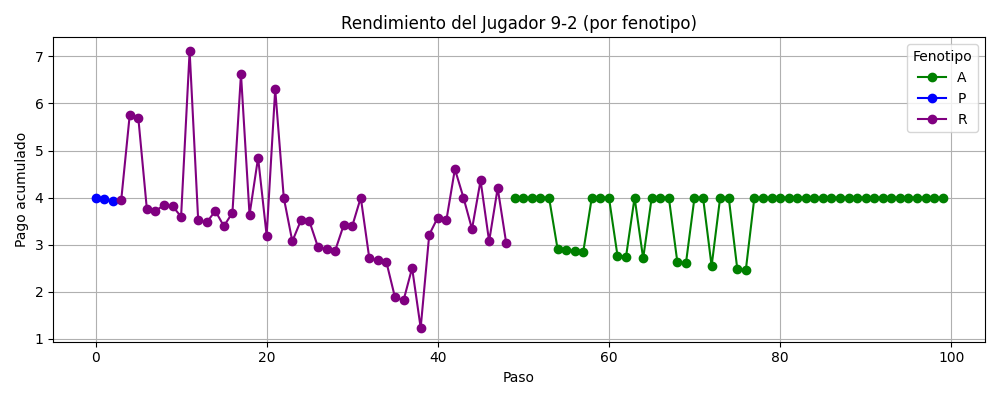 Rendimiento del Jugador 9-2 (por fenotipo)
Pago acumulado
7
6
5
4
3
2
1
Fenotipo
A
P
R
0 20 40 60 80 100
Paso